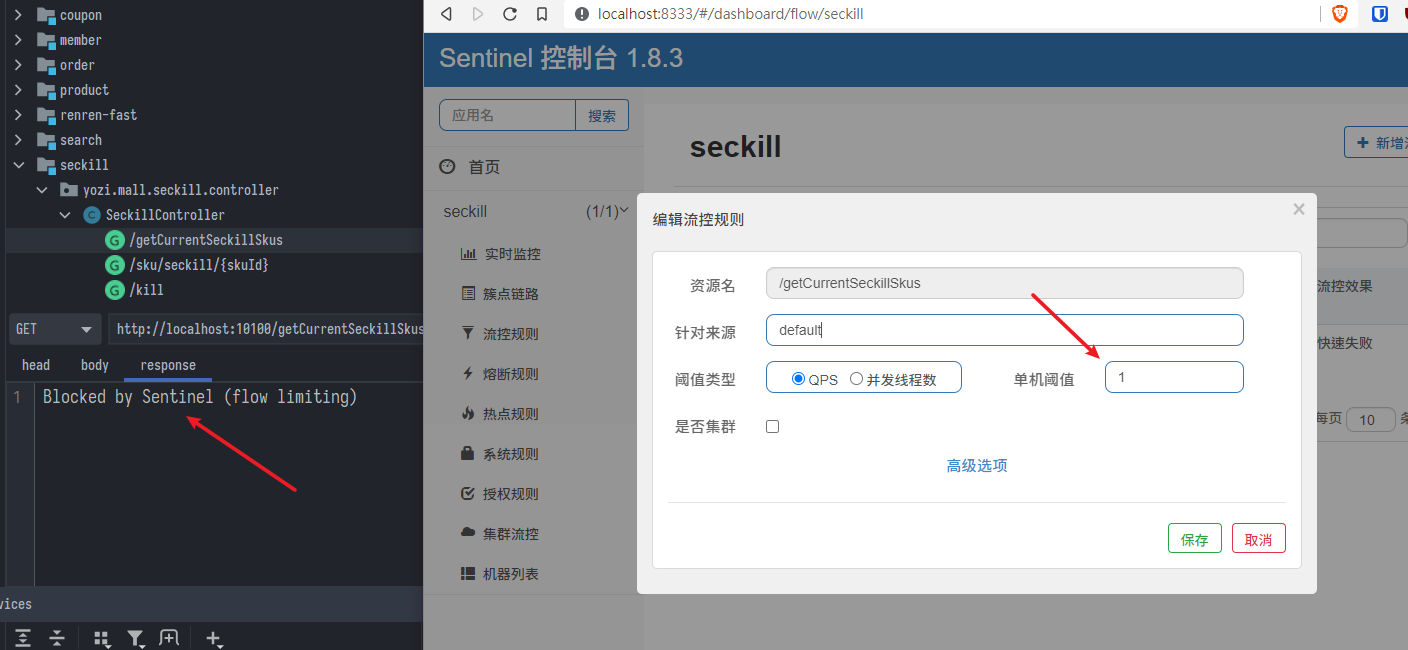 coupon
member
order
product
renren-fast
search
seckill
yozi.mall.seckill.controller
C SeckillController
G /getCurrentSeckillSkus
G /sku/seckill/{skuId}
G /kill
GET
http://localhost:10100/getCurrentSeckillSkus
head body response
1 Blocked by Sentinel (flow limiting)
vices
localhost:8333/#/dashboard/flow/seckill
Sentinel 控制台 1.8.3
应用名 搜索
首页
seckill (1/1)
实时监控
簇点链路
流控规则
熔断规则
热点规则
系统规则
授权规则
集群流控
机器列表
seckill
新增
流控效果
快速失败
每页 10 条
编辑流控规则
×
资源名 /getCurrentSeckillSkus
针对来源 default
阈值类型 QPS 并发线程数 单机阈值 1
是否集群
高级选项
保存 取消